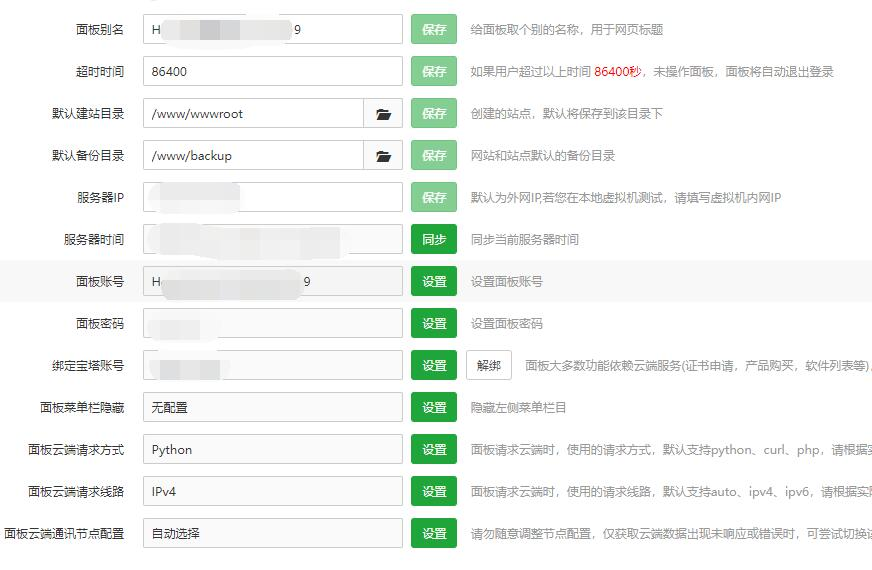 面板别名 H 9 保存 给面板取个别的名称，用于网页标题
超时时间 86400 保存 如果用户超过以上时间 86400秒，未操作面板，面板将自动退出登录
默认建站目录 /www/wwwroot 保存 创建的站点，默认将保存到该目录下
默认备份目录 /www/backup 保存 网站和站点默认的备份目录
服务器IP 保存 默认为外网IP,若您在本地虚拟机测试，请填写虚拟机内网IP
服务器时间 同步 同步当前服务器时间
面板账号 H 9 设置 设置面板账号
面板密码 设置 设置面板密码
绑定宝塔账号 设置 解绑 面板大多数功能依赖云端服务(证书申请，产品购买，软件列表等)，
面板菜单栏隐藏 无配置 设置 隐藏左侧菜单栏目
面板云端请求方式 Python 设置 面板请求云端时，使用的请求方式，默认支持python、curl、php，请根据实
面板云端请求线路 IPv4 设置 面板请求云端时，使用的请求线路，默认支持auto、ipv4、ipv6，请根据实际
面板云端通讯节点配置 自动选择 设置 请勿随意调整节点配置，仅获取云端数据出现未响应或错误时，可尝试切换